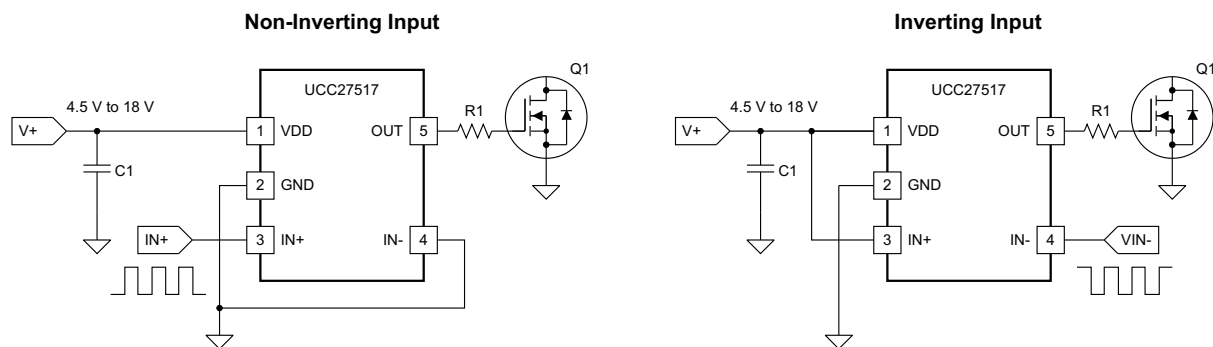 Non-Inverting Input
Q1
UCC27517
4.5 V to 18 V
R1
V+
1 VDD
OUT 5
C1
2 GND
IN+
3 IN+
IN- 4
Inverting Input
Q1
UCC27517
4.5 V to 18 V
R1
V+
1 VDD
OUT 5
C1
2 GND
3 IN+
IN- 4
VIN-